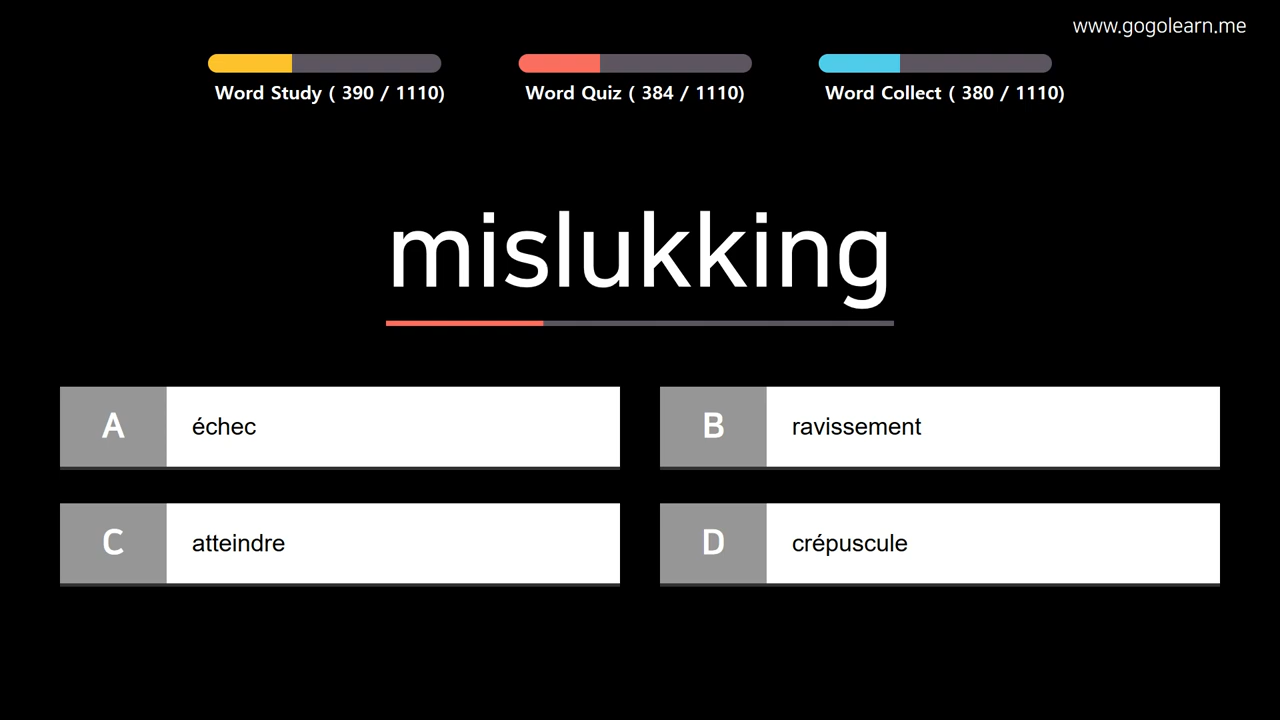 www.gogolearn.me
Word Study ( 390 / 1110)
Word Quiz ( 384 / 1110)
Word Collect ( 380 / 1110)
mislukking
A échec
B ravissement
C atteindre
D crépuscule